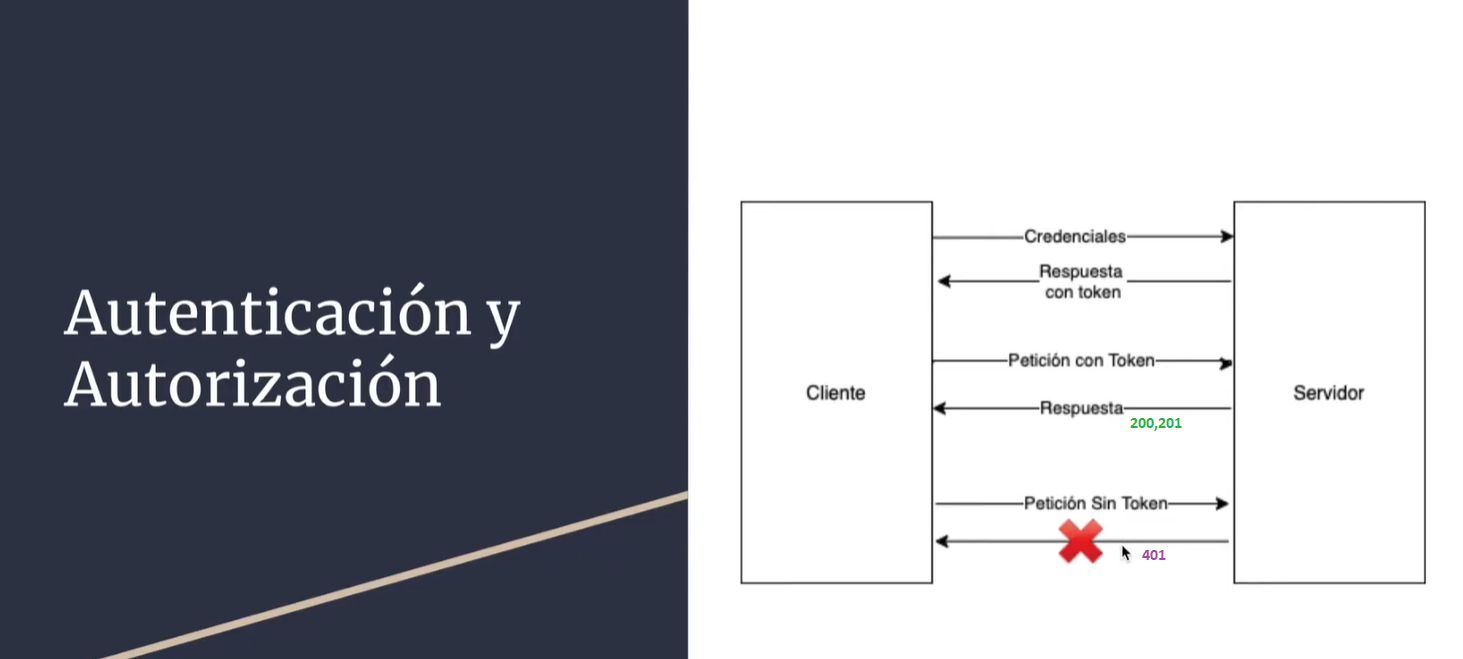 Autenticación y
Autorización
Cliente
Credenciales
Respuesta
con token
Petición con Token
Respuesta
200,201
Petición Sin Token
401
Servidor